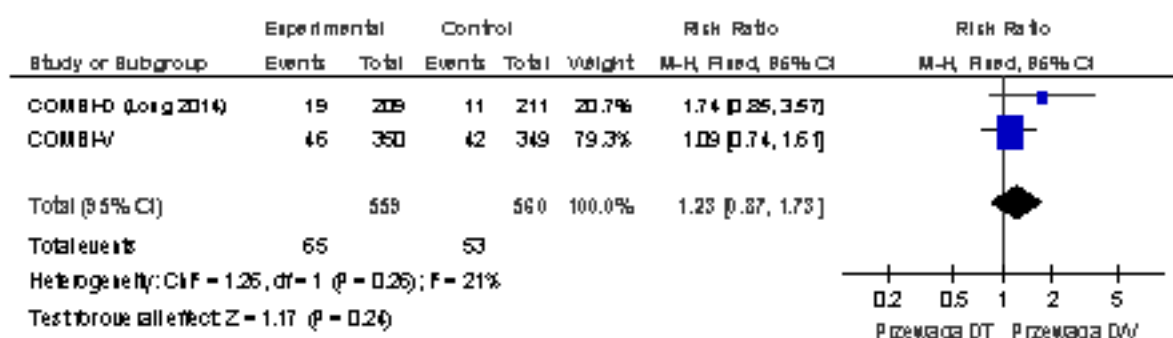 Experimental Control Risk Ratio Risk Ratio
Study or Subgroup Events Total Events Total Weight M-H, Fixed, 95% CI M-H, Fixed, 95% CI
COMBI-D (Long 2014) 19 209 11 211 20.7% 1.74 [0.85, 3.57]
COMBI-V 46 350 42 349 79.3% 1.09 [0.74, 1.61]
Total (95% CI) 559 560 100.0% 1.23 [0.87, 1.73]
Total events 65 53
Heterogeneity: Chi² = 1.26, df = 1 (P = 0.26); I² = 21%
Test for overall effect: Z = 1.17 (P = 0.24)
0.2 0.5 1 2 5
Przewaga DT Przewaga D/V